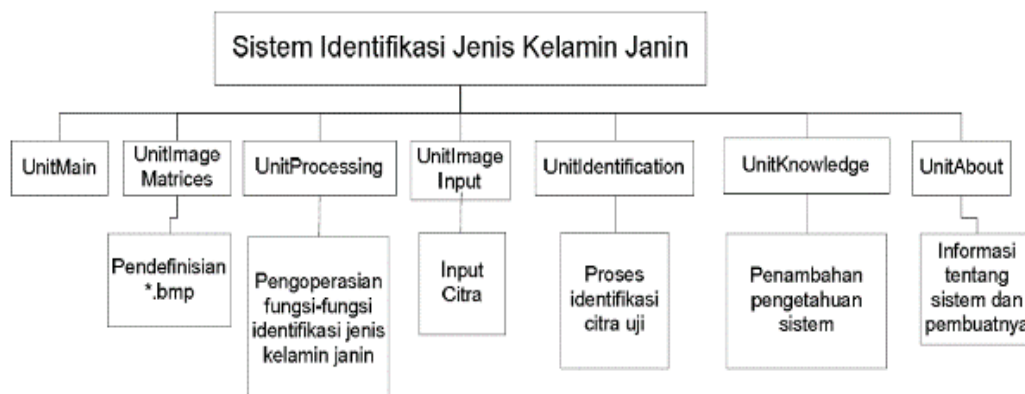 Sistem Identifikasi Jenis Kelamin Janin
UnitMain
UnitImage
Matrices
UnitProcessing
UnitImage
Input
UnitIdentification
UnitKnowledge
UnitAbout
Pendefinisian
*.bmp
Pengoperasian
fungsi-fungsi
identifikasi jenis
kelamin janin
Input
Citra
Proses
identifikasi
citra uji
Penambahan
pengetahuan
sistem
Informasi
tentang
sistem dan
pembuatnya